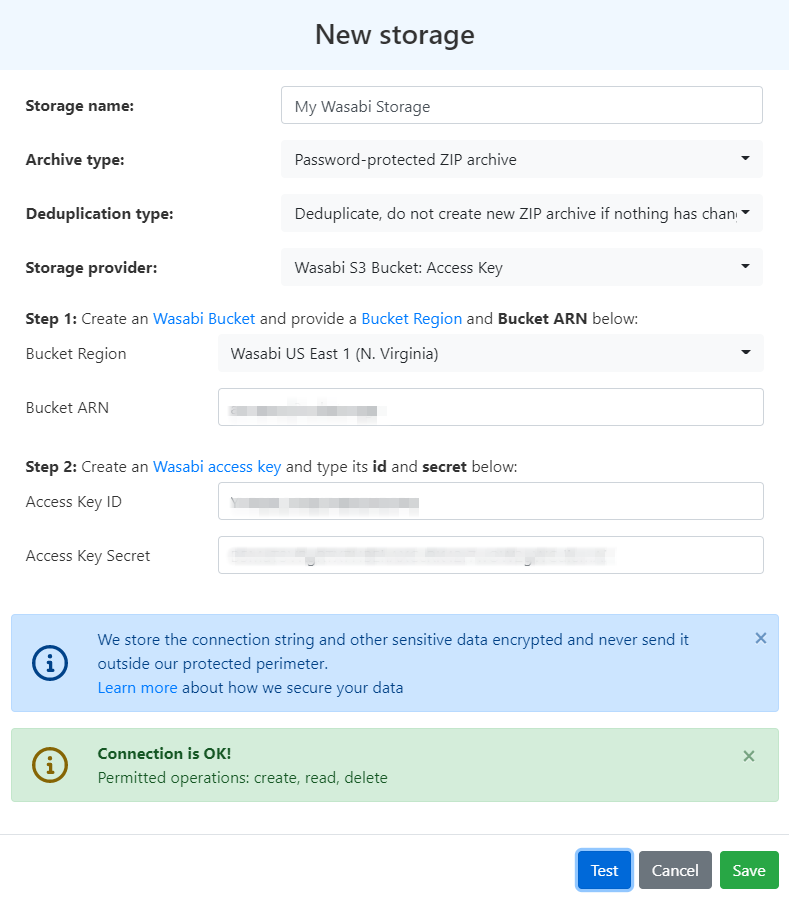 New storage
Storage name:
My Wasabi Storage
Archive type:
Password-protected ZIP archive
Deduplication type:
Deduplicate, do not create new ZIP archive if nothing has chan
Storage provider:
Wasabi S3 Bucket: Access Key
Step 1: Create an Wasabi Bucket and provide a Bucket Region and Bucket ARN below:
Bucket Region
Wasabi US East 1 (N. Virginia)
Bucket ARN
Step 2: Create an Wasabi access key and type its id and secret below:
Access Key ID
Access Key Secret
We store the connection string and other sensitive data encrypted and never send it
outside our protected perimeter.
Learn more about how we secure your data
Connection is OK!
Permitted operations: create, read, delete
Test
Cancel
Save